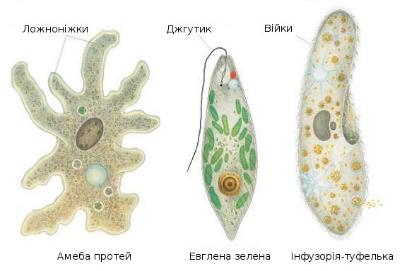 Ложноніжки
Джгутик
Війки
Амеба протей
Евглена зелена
Інфузорія-туфелька